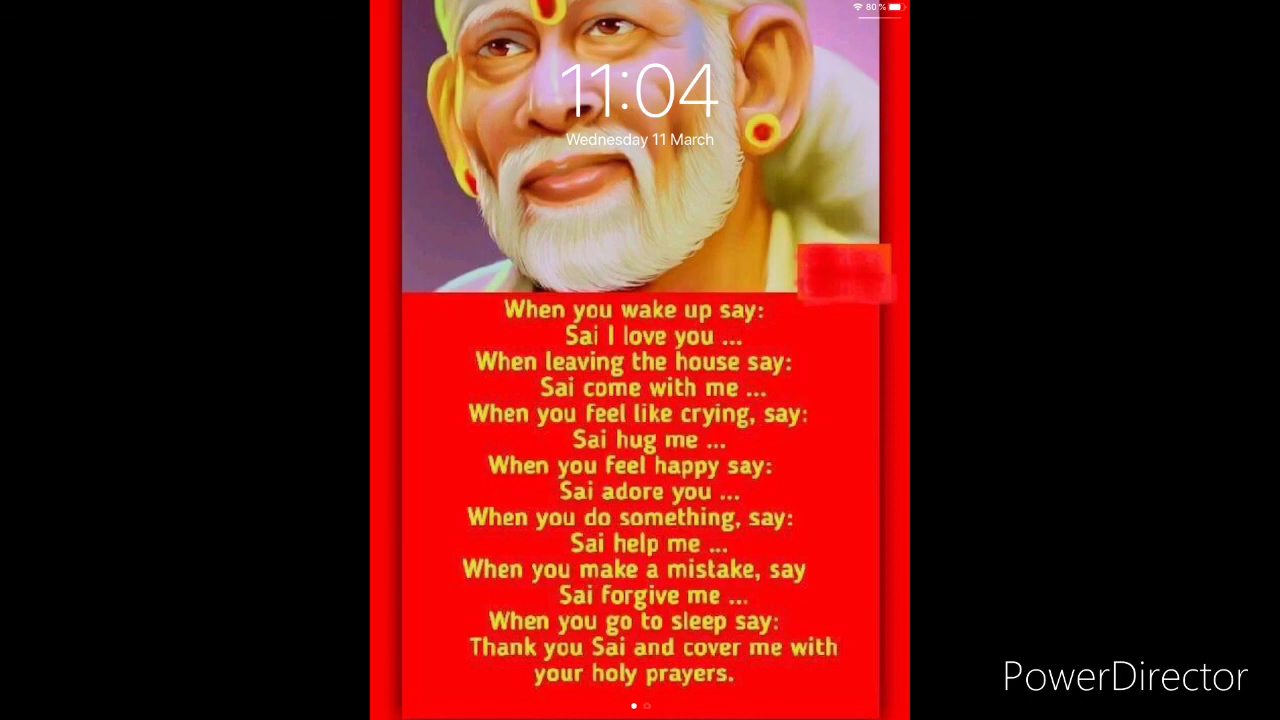 80%
11:04
Wednesday 11 March
When you wake up say:
Sai I love you ...
When leaving the house say:
Sai come with me ...
When you feel like crying, say:
Sai hug me ...
When you feel happy say:
Sai adore you ...
When you do something, say:
Sai help me ...
When you make a mistake, say
Sai forgive me ...
When you go to sleep say:
Thank you Sai and cover me with
your holy prayers.
PowerDirector